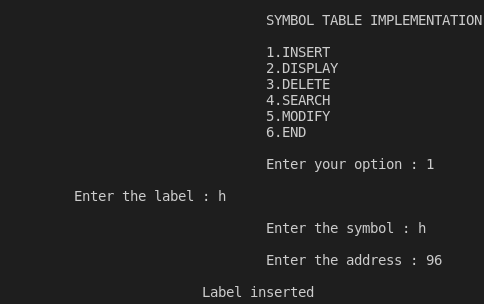 SYMBOL TABLE IMPLEMENTATION
1.INSERT
2.DISPLAY
3.DELETE
4.SEARCH
5.MODIFY
6.END
Enter your option : 1
Enter the label : h
Enter the symbol : h
Enter the address : 96
Label inserted